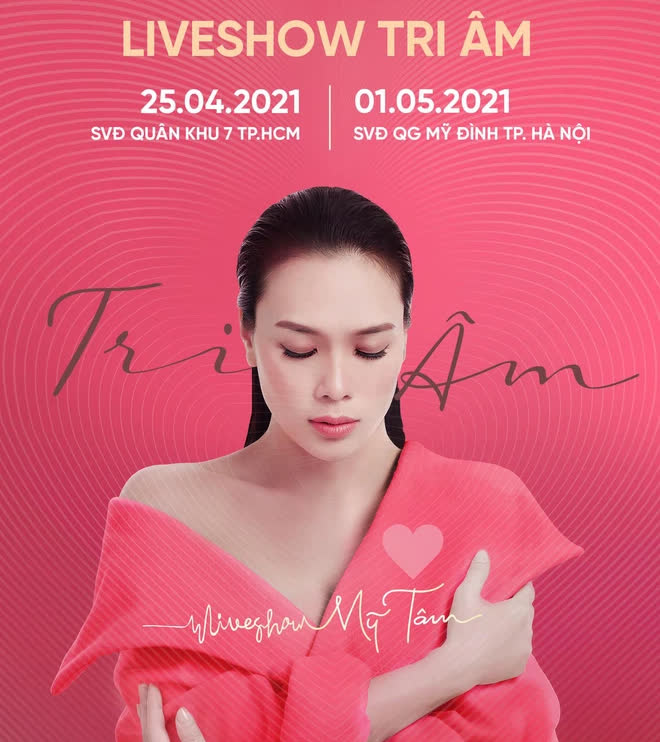 LIVESHOW TRI ÂM
25.04.2021
SVĐ QUÂN KHU 7 TP.HCM
01.05.2021
SVĐ QG MỸ ĐÌNH TP. HÀ NỘI
Tri Âm
liveshow Mỹ Tâm